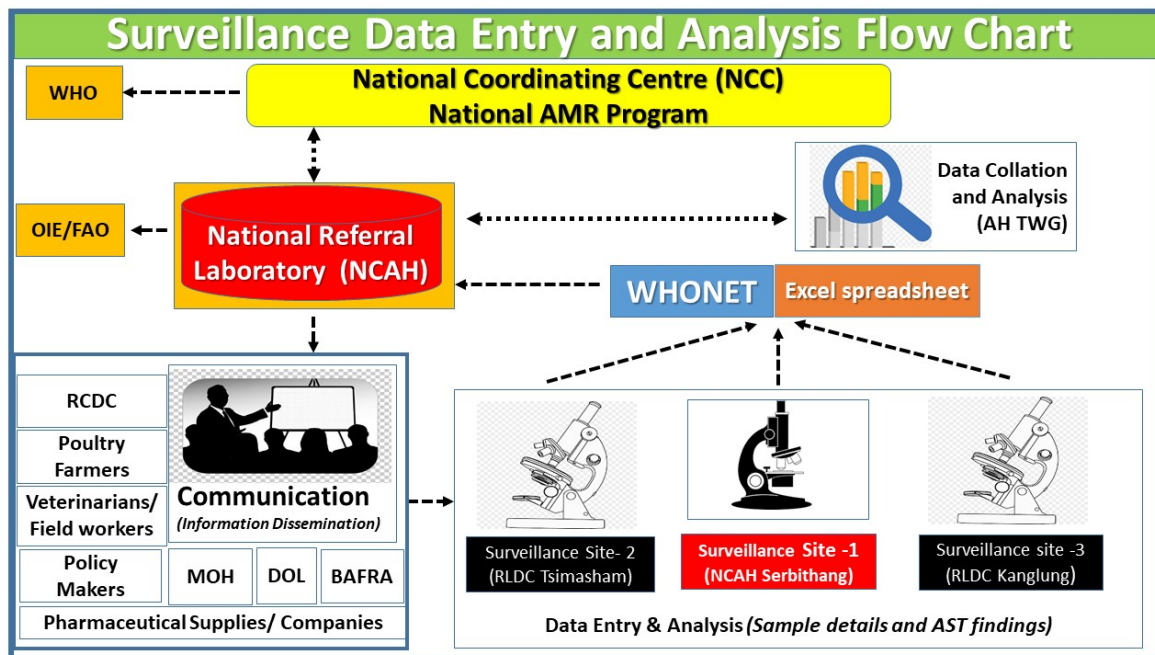 Surveillance Data Entry and Analysis Flow Chart
WHO
National Coordinating Centre (NCC)
National AMR Program
Data Collation
and Analysis
(AH TWG)
OIE/FAO
National Referral
Laboratory (NCAH)
WHONET
Excel spreadsheet
RCDC
Poultry
Farmers
Veterinarians/
Field workers
Policy
Makers
Communication
(Information Dissemination)
MOH
DOL
BAFRA
Pharmaceutical Supplies/ Companies
Surveillance Site- 2
(RLDC Tsimasham)
Surveillance Site -1
(NCAH Serbithang)
Surveillance site -3
(RLDC Kanglung)
Data Entry & Analysis (Sample details and AST findings)